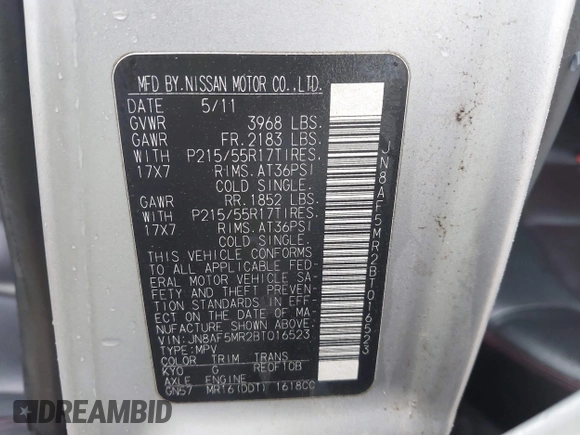 MFD BY.NISSAN MOTOR CO.,LTD.
DATE 5/11
GVWR 3968 LBS.
GAWR FR.2183 LBS.
WITH P215/55R17TIRES.
17X7 RIMS.AT36PSI
COLD SINGLE.
GAWR RR.1852 LBS.
WITH P215/55R17TIRES.
17X7 RIMS.AT36PSI
COLD SINGLE.
THIS VEHICLE CONFORMS
TO ALL APPLICABLE FED-
ERAL MOTOR VEHICLE SA-
FETY AND THEFT PREVEN-
TION STANDARDS IN EFF-
ECT ON THE DATE OF MA-
NUFACTURE SHOWN ABOVE.
VIN:JN8AF5MR2BT016523
TYPE:MPV
COLOR TRIM TRANS
KY0 G RE0F10B
AXLE ENGINE
GN57 MR16(DDT) 1618CC
JN8AF5MR2BT016523
DREAMBID